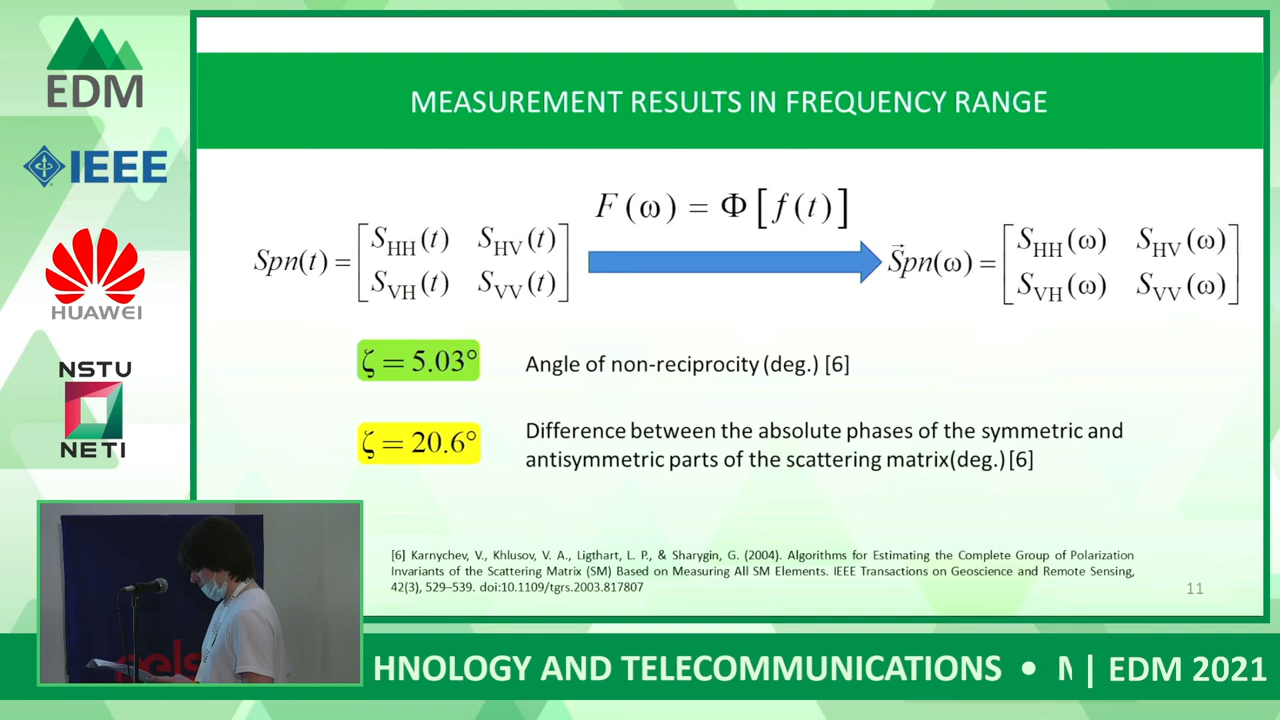 EDM
IEEE
HUAWEI
NSTU
NETI
MEASUREMENT RESULTS IN FREQUENCY RANGE
F(ω) = Φ[f(t)]
Spn(t) = [S_HH(t) S_HV(t)
S_VH(t) S_VV(t)]
S⃗pn(ω) = [S_HH(ω) S_HV(ω)
S_VH(ω) S_VV(ω)]
ζ = 5.03° Angle of non-reciprocity (deg.) [6]
ζ = 20.6° Difference between the absolute phases of the symmetric and
antisymmetric parts of the scattering matrix(deg.) [6]
[6] Karnychev, V., Khlusov, V. A., Ligthart, L. P., & Sharygin, G. (2004). Algorithms for Estimating the Complete Group of Polarization
Invariants of the Scattering Matrix (SM) Based on Measuring All SM Elements. IEEE Transactions on Geoscience and Remote Sensing,
42(3), 529–539. doi:10.1109/tgrs.2003.817807
11
HNOLOGY AND TELECOMMUNICATIONS • | EDM 2021